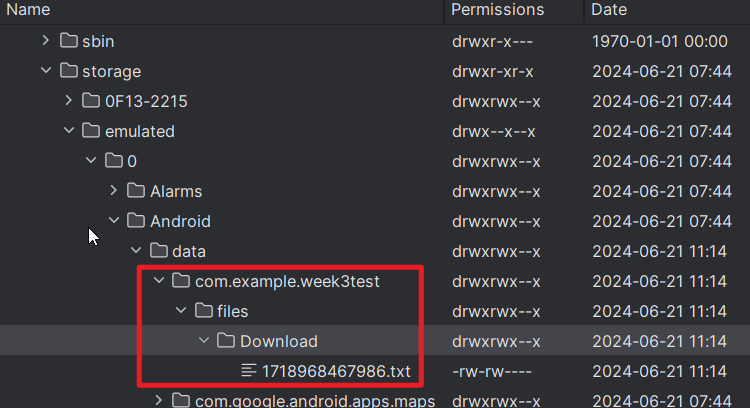 Name Permissions Date
sbin drwxr-x--- 1970-01-01 00:00
storage drwxr-xr-x 2024-06-21 07:44
0F13-2215 drwxrwx--x 2024-06-21 07:44
emulated drwx--x--x 2024-06-21 07:44
0 drwxrwx--x 2024-06-21 07:44
Alarms drwxrwx--x 2024-06-21 07:44
Android drwxrwx--x 2024-06-21 07:44
data drwxrwx--x 2024-06-21 11:14
com.example.week3test drwxrwx--x 2024-06-21 11:14
files drwxrwx--x 2024-06-21 11:14
Download drwxrwx--x 2024-06-21 11:14
1718968467986.txt -rw-rw---- 2024-06-21 11:14
com.google.android.apps.maps drwxrwx--x 2024-06-21 07:44